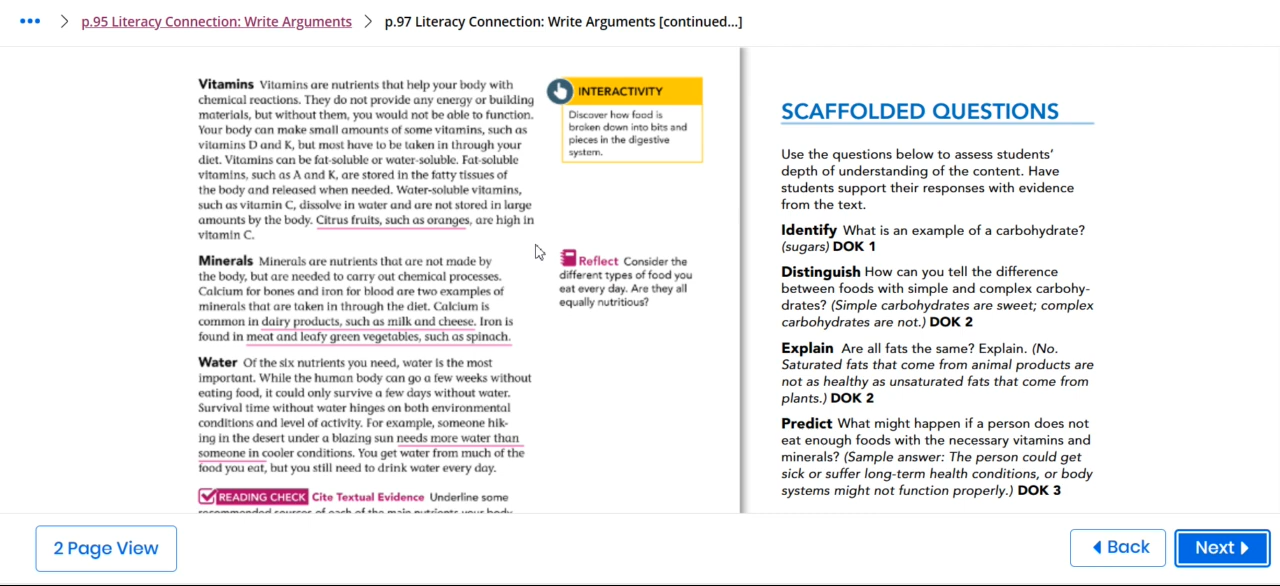 ••• > p.95 Literacy Connection: Write Arguments > p.97 Literacy Connection: Write Arguments [continued...]
Vitamins Vitamins are nutrients that help your body with
chemical reactions. They do not provide any energy or building
materials, but without them, you would not be able to function.
Your body can make small amounts of some vitamins, such as
vitamins D and K, but most have to be taken in through your
diet. Vitamins can be fat-soluble or water-soluble. Fat-soluble
vitamins, such as A and K, are stored in the fatty tissues of
the body and released when needed. Water-soluble vitamins,
such as vitamin C, dissolve in water and are not stored in large
amounts by the body. Citrus fruits, such as oranges, are high in
vitamin C.
Minerals Minerals are nutrients that are not made by
the body, but are needed to carry out chemical processes.
Calcium for bones and iron for blood are two examples of
minerals that are taken in through the diet. Calcium is
common in dairy products, such as milk and cheese. Iron is
found in meat and leafy green vegetables, such as spinach.
Water Of the six nutrients you need, water is the most
important. While the human body can go a few weeks without
eating food, it could only survive a few days without water.
Survival time without water hinges on both environmental
conditions and level of activity. For example, someone hik-
ing in the desert under a blazing sun needs more water than
someone in cooler conditions. You get water from much of the
food you eat, but you still need to drink water every day.
READING CHECK Cite Textual Evidence Underline some
recommended sources of each of the main nutrients your body
INTERACTIVITY
Discover how food is
broken down into bits and
pieces in the digestive
system.
Reflect Consider the
different types of food you
eat every day. Are they all
equally nutritious?
SCAFFOLDED QUESTIONS
Use the questions below to assess students'
depth of understanding of the content. Have
students support their responses with evidence
from the text.
Identify What is an example of a carbohydrate?
(sugars) DOK 1
Distinguish How can you tell the difference
between foods with simple and complex carbohy-
drates? (Simple carbohydrates are sweet; complex
carbohydrates are not.) DOK 2
Explain Are all fats the same? Explain. (No.
Saturated fats that come from animal products are
not as healthy as unsaturated fats that come from
plants.) DOK 2
Predict What might happen if a person does not
eat enough foods with the necessary vitamins and
minerals? (Sample answer: The person could get
sick or suffer long-term health conditions, or body
systems might not function properly.) DOK 3
2 Page View
Back
Next